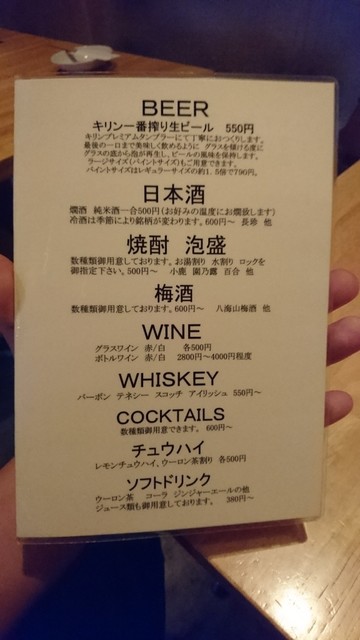 BEER
キリン一番搾り生ビール 550円
キリンプレミアムタンブラーにて丁寧におつくりします。
最後の一口まで美味しく飲めるように グラスを傾ける度に
グラスの底から泡が再生し、ビールの風味を保持します。
ラージサイズ(パイントサイズ)もご用意できます。
パイントサイズはレギュラーサイズの約1.5倍で790円。
日本酒
燗酒 純米酒一合500円(お好みの温度にお燗致します)
冷酒は季節により銘柄が変わります。600円〜 長珍 他
焼酎 泡盛
数種類御用意しております。お湯割り 水割り ロックを
御指定下さい。500円〜 小鹿 園乃露 百合 他
梅酒
数種類御用意しております。600円〜 八海山梅酒 他
WINE
グラスワイン 赤/白 各500円
ボトルワイン 赤/白 2800円〜4000円程度
WHISKEY
バーボン テネシー スコッチ アイリッシュ 550円〜
COCKTAILS
数種類御用意できます。 600円〜
チュウハイ
レモンチュウハイ、ウーロン茶割り 各500円
ソフトドリンク
ウーロン茶 コーラ ジンジャーエールの他
ジュース類も御用意しております。 380円〜